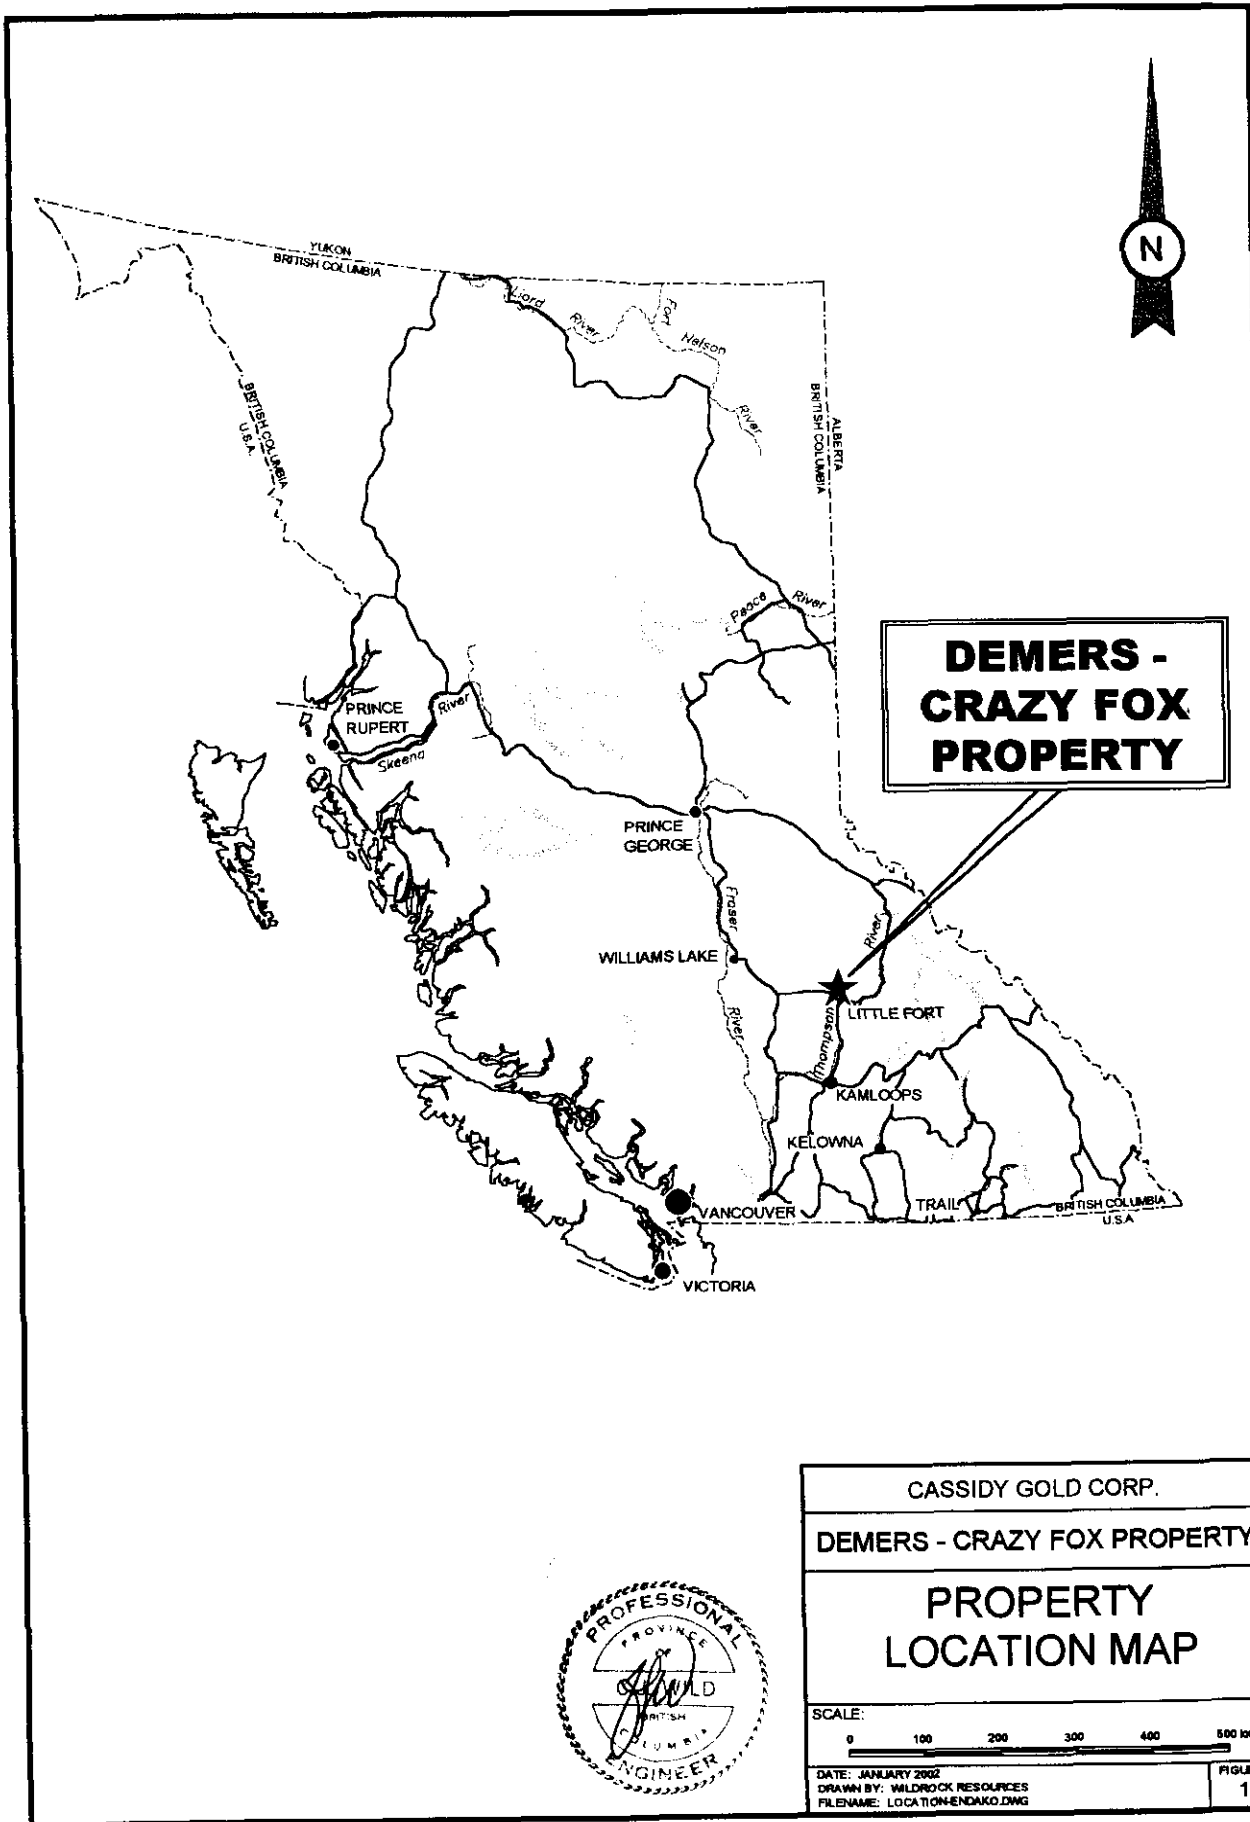 N
YUKON
BRITISH COLUMBIA
Liard
River
Fort
Nelson
River
BRITISH COLUMBIA
U.S.A.
ALBERTA
BRITISH COLUMBIA
Peace River
DEMERS -
CRAZY FOX
PROPERTY
PRINCE
RUPERT
River
Skeena
PRINCE
GEORGE
Fraser
River
WILLIAMS LAKE
River
LITTLE FORT
Thompson
KAMLOOPS
KELOWNA
TRAIL
BRITISH COLUMBIA
U.S.A
VANCOUVER
VICTORIA
CASSIDY GOLD CORP.
DEMERS - CRAZY FOX PROPERTY
PROPERTY
LOCATION MAP
SCALE:
0 100 200 300 400 500
DATE: JANUARY 2002
DRAWN BY: WILDROCK RESOURCES
FILENAME: LOCATION-ENDAKO.DWG
1
PROFESSIONAL
PROVINCE
OF
BRITISH
COLUMBIA
ENGINEER